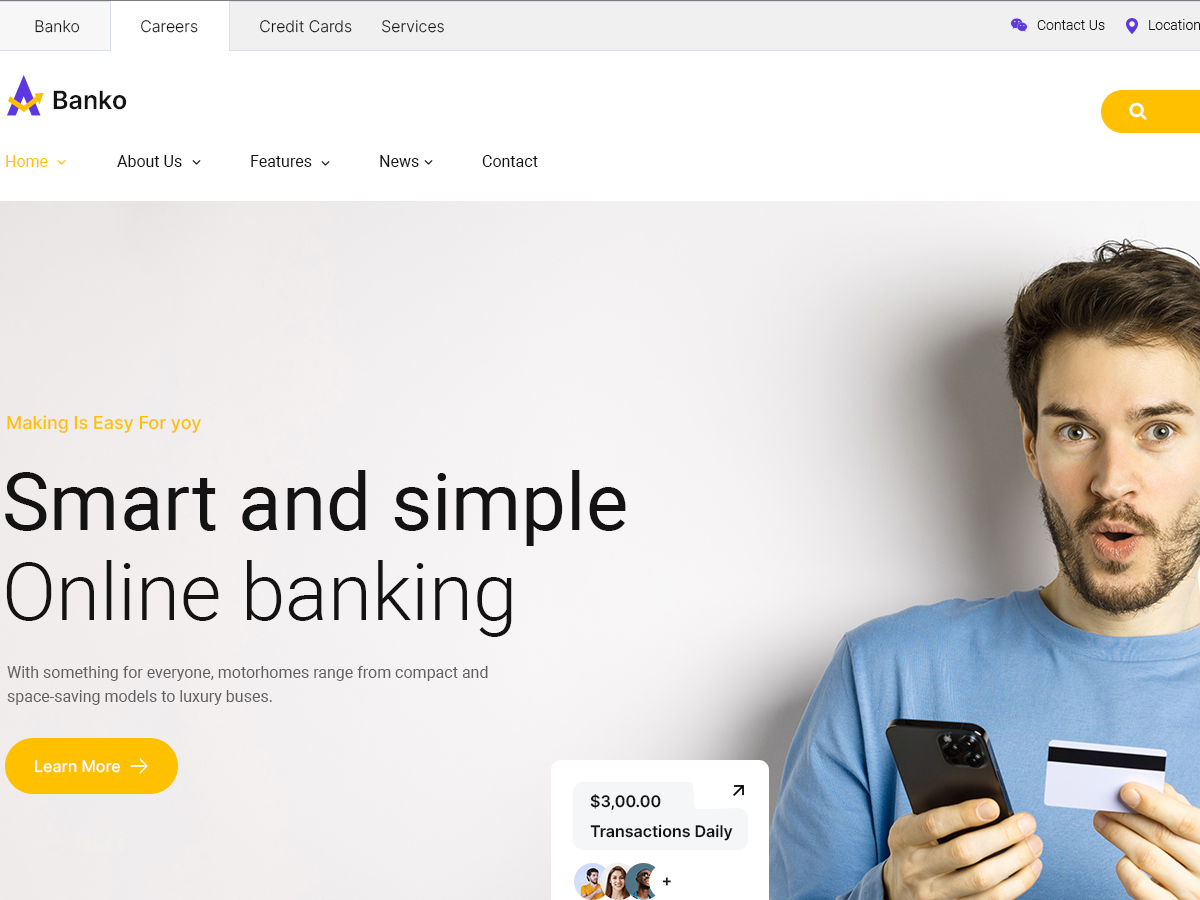 Banko
Careers
Credit Cards
Services
Contact Us
Location
Banko
Home
About Us
Features
News
Contact
Making Is Easy For yoy
Smart and simple
Online banking
With something for everyone, motorhomes range from compact and
space-saving models to luxury buses.
Learn More
$3,00.00
Transactions Daily
+